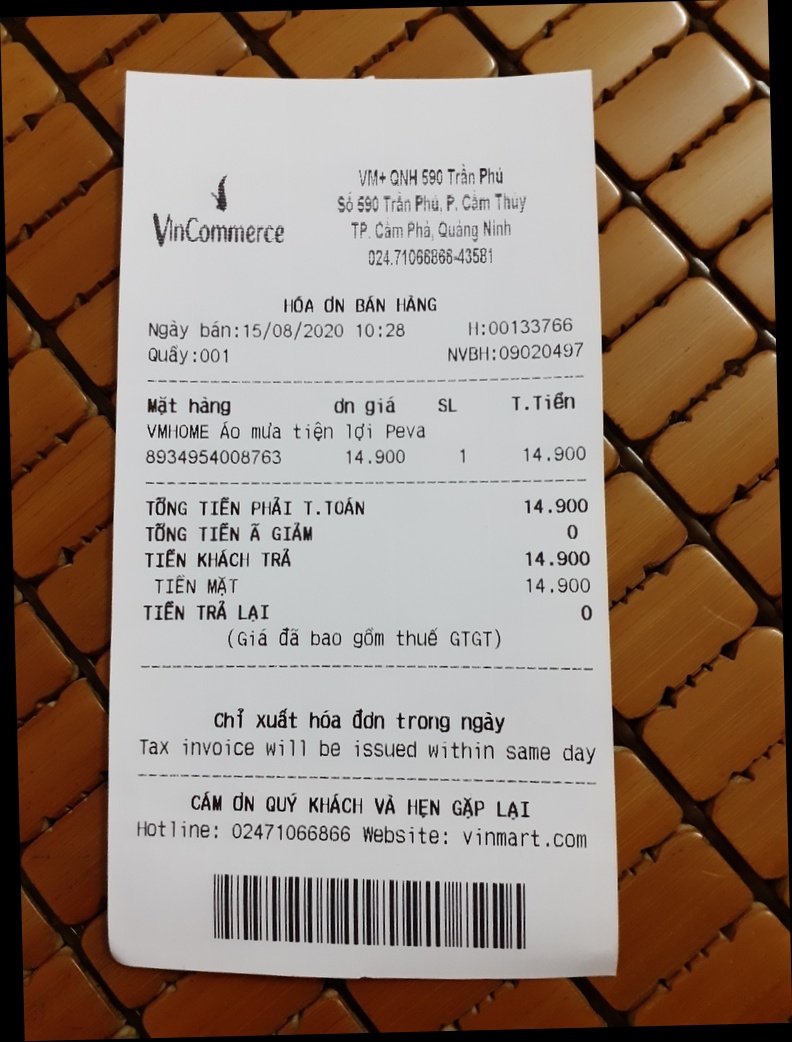 VinCommerce
VM+ QNH 590 Trần Phú
Số 590 Trần Phú, P. Cẩm Thủy
TP. Cẩm Phả, Quảng Ninh
024.71066866-43581
HÓA ƠN BÁN HÀNG
Ngày bán:15/08/2020 10:28 H:00133766
Quầy:001 NVBH:09020497
Mặt hàng ơn giá SL T.Tiền
VMHOME Áo mưa tiện lợi Peva
8934954008763 14.900 1 14.900
TỔNG TIỀN PHẢI T.TOÁN 14.900
TỔNG TIỀN Ã GIẢM 0
TIỀN KHÁCH TRẢ 14.900
TIỀN MẶT 14.900
TIỀN TRẢ LẠI 0
(Giá đã bao gồm thuế GTGT)
Chỉ xuất hóa đơn trong ngày
Tax invoice will be issued within same day
CÁM ƠN QUÝ KHÁCH VÀ HẸN GẶP LẠI
Hotline: 02471066866 Website: vinmart.com